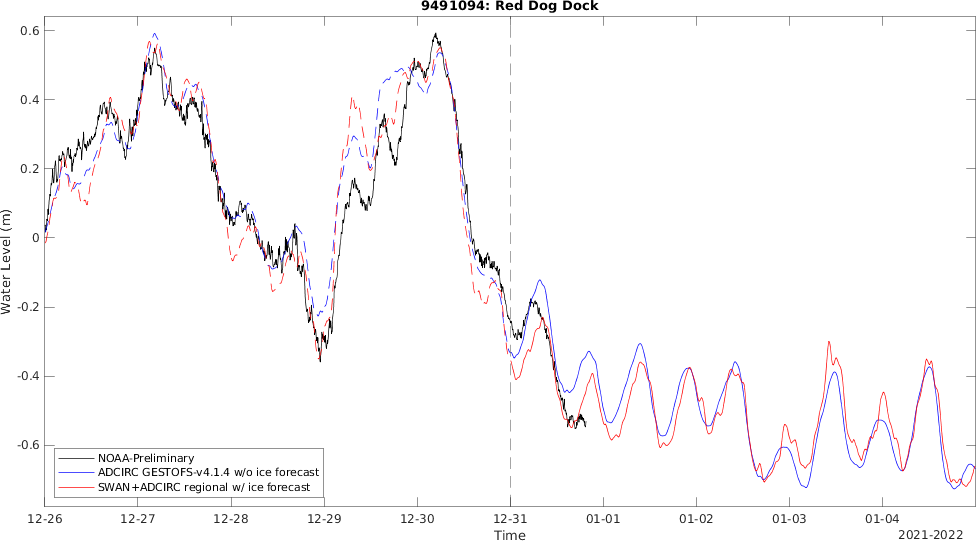 9491094: Red Dog Dock
Water Level (m)
0.6
0.4
0.2
0
-0.2
-0.4
-0.6
NOAA-Preliminary
ADCIRC GESTOFS-v4.1.4 w/o ice forecast
SWAN+ADCIRC regional w/ ice forecast
12-26 12-27 12-28 12-29 12-30 12-31 01-01 01-02 01-03 01-04
Time
2021-2022